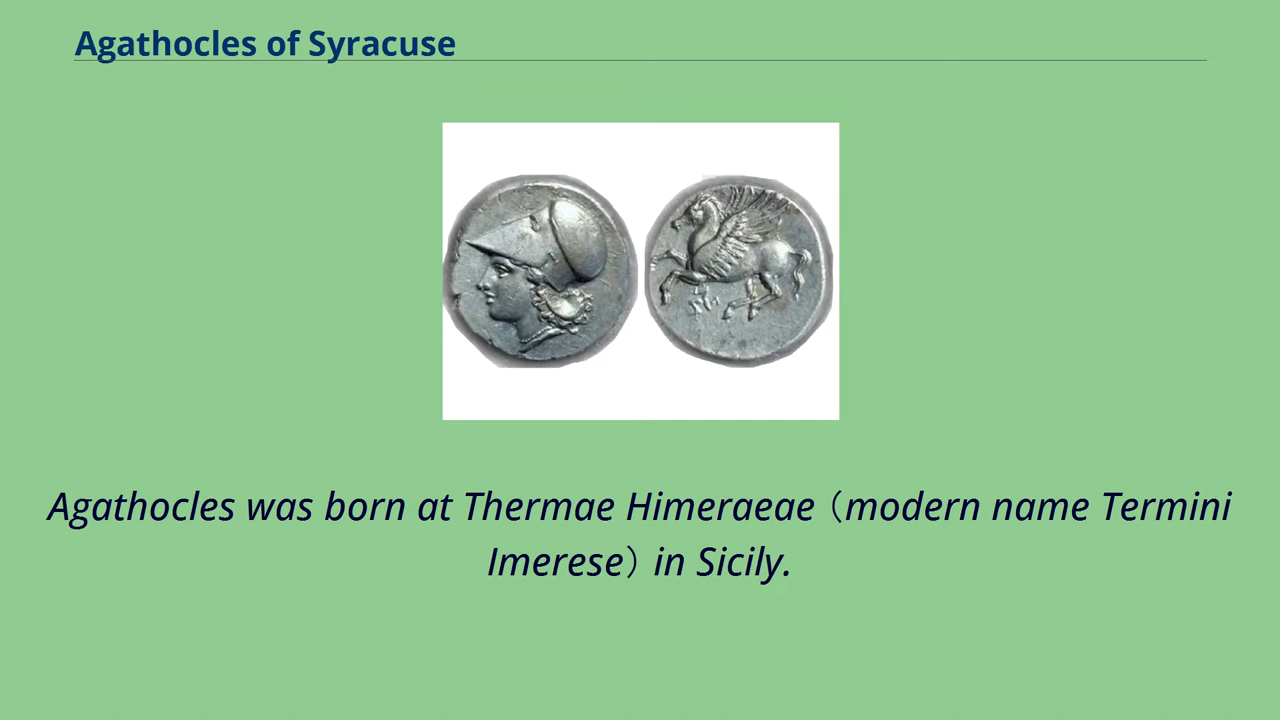 Agathocles of Syracuse
Agathocles was born at Thermae Himeraeae（modern name Termini
Imerese）in Sicily.